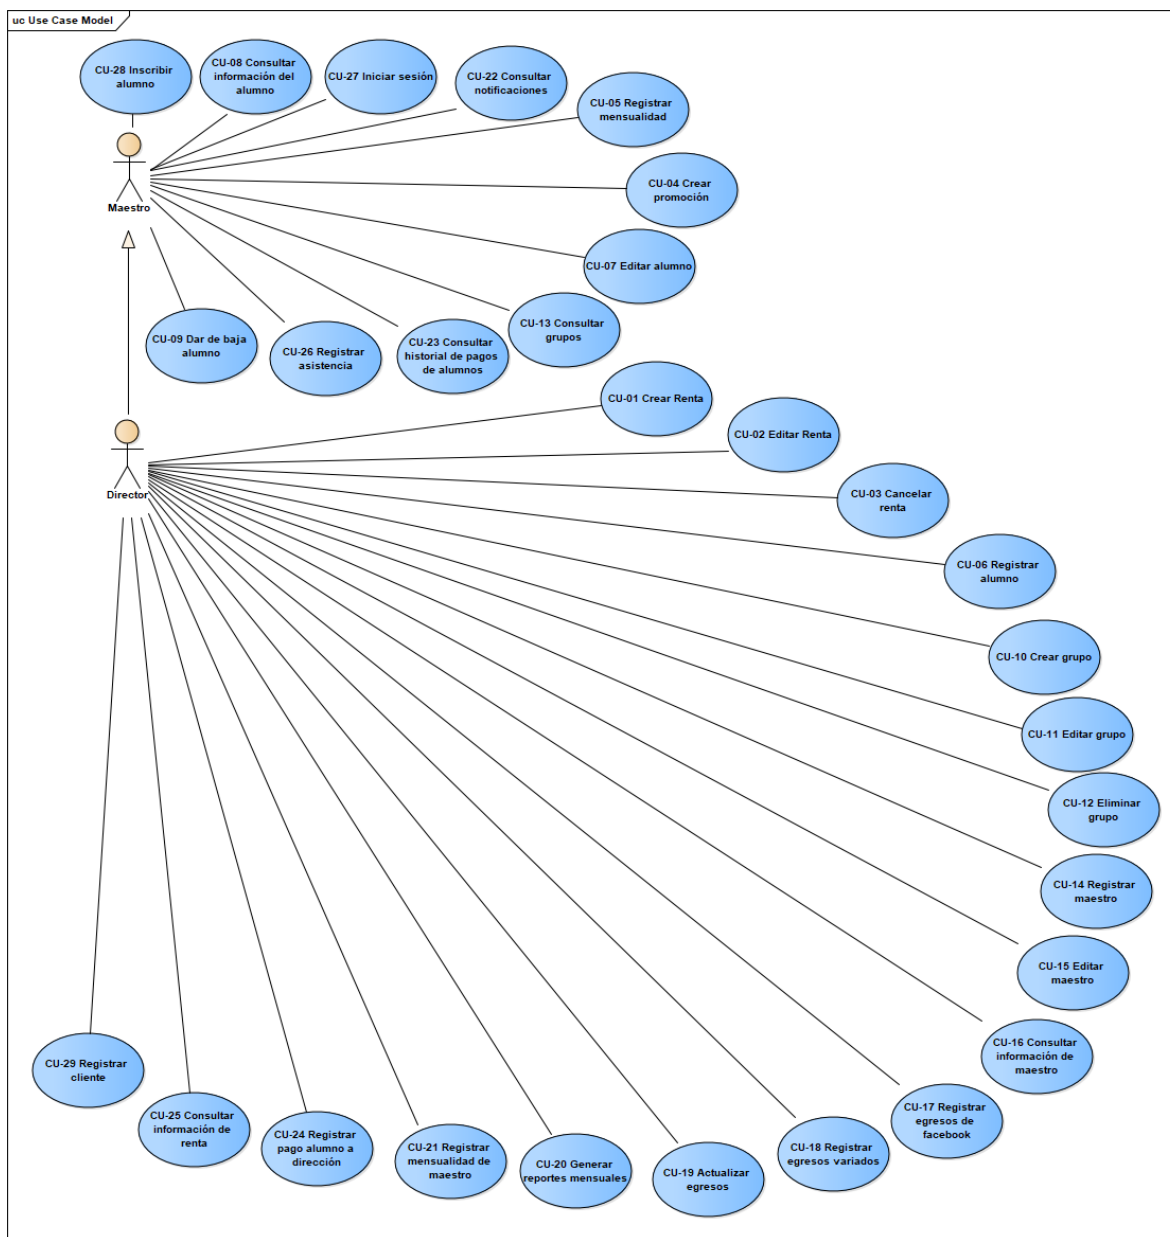 uc Use Case Model
CU-28 Inscribir
alumno
CU-08 Consultar
información del
alumno
CU-27 Iniciar sesión
CU-22 Consultar
notificaciones
CU-05 Registrar
mensualidad
CU-04 Crear
promoción
Maestro
CU-07 Editar alumno
CU-13 Consultar
grupos
CU-09 Dar de baja
alumno
CU-26 Registrar
asistencia
CU-23 Consultar
historial de pagos
de alumnos
CU-01 Crear Renta
CU-02 Editar Renta
CU-03 Cancelar
renta
Director
CU-06 Registrar
alumno
CU-10 Crear grupo
CU-11 Editar grupo
CU-12 Eliminar
grupo
CU-14 Registrar
maestro
CU-15 Editar
maestro
CU-16 Consultar
información de
maestro
CU-17 Registrar
egresos de
facebook
CU-18 Registrar
egresos variados
CU-19 Actualizar
egresos
CU-20 Generar
reportes mensuales
CU-21 Registrar
mensualidad de
maestro
CU-24 Registrar
pago alumno a
dirección
CU-25 Consultar
información de
renta
CU-29 Registrar
cliente